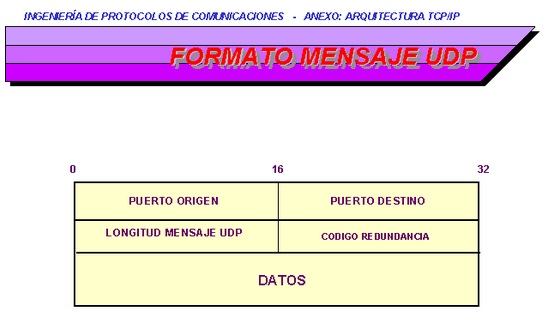 INGENIERÍA DE PROTOCOLOS DE COMUNICACIONES - ANEXO: ARQUITECTURA TCP/IP
FORMATO MENSAJE UDP
0 16 32
PUERTO ORIGEN PUERTO DESTINO
LONGITUD MENSAJE UDP CODIGO REDUNDANCIA
DATOS